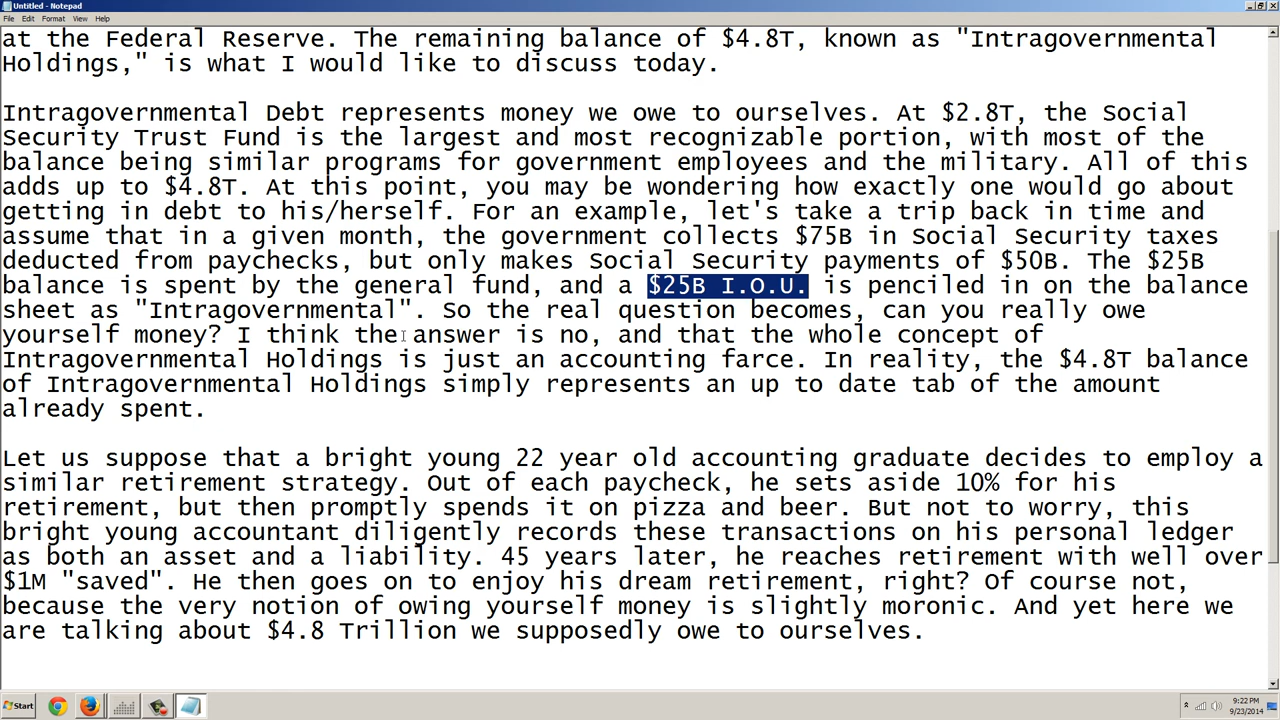 Untitled - Notepad
File Edit Format View Help
at the Federal Reserve. The remaining balance of $4.8T, known as "Intragovernmental
Holdings," is what I would like to discuss today.
Intragovernmental Debt represents money we owe to ourselves. At $2.8T, the Social
Security Trust Fund is the largest and most recognizable portion, with most of the
balance being similar programs for government employees and the military. All of this
adds up to $4.8T. At this point, you may be wondering how exactly one would go about
getting in debt to his/herself. For an example, let's take a trip back in time and
assume that in a given month, the government collects $75B in Social Security taxes
deducted from paychecks, but only makes Social Security payments of $50B. The $25B
balance is spent by the general fund, and a $25B I.O.U. is penciled in on the balance
sheet as "Intragovernmental". So the real question becomes, can you really owe
yourself money? I think the answer is no, and that the whole concept of
Intragovernmental Holdings is just an accounting farce. In reality, the $4.8T balance
of Intragovernmental Holdings simply represents an up to date tab of the amount
already spent.
Let us suppose that a bright young 22 year old accounting graduate decides to employ a
similar retirement strategy. Out of each paycheck, he sets aside 10% for his
retirement, but then promptly spends it on pizza and beer. But not to worry, this
bright young accountant diligently records these transactions on his personal ledger
as both an asset and a liability. 45 years later, he reaches retirement with well over
$1M "saved". He then goes on to enjoy his dream retirement, right? Of course not,
because the very notion of owing yourself money is slightly moronic. And yet here we
are talking about $4.8 Trillion we supposedly owe to ourselves.
Start
9:22 PM
9/23/2014